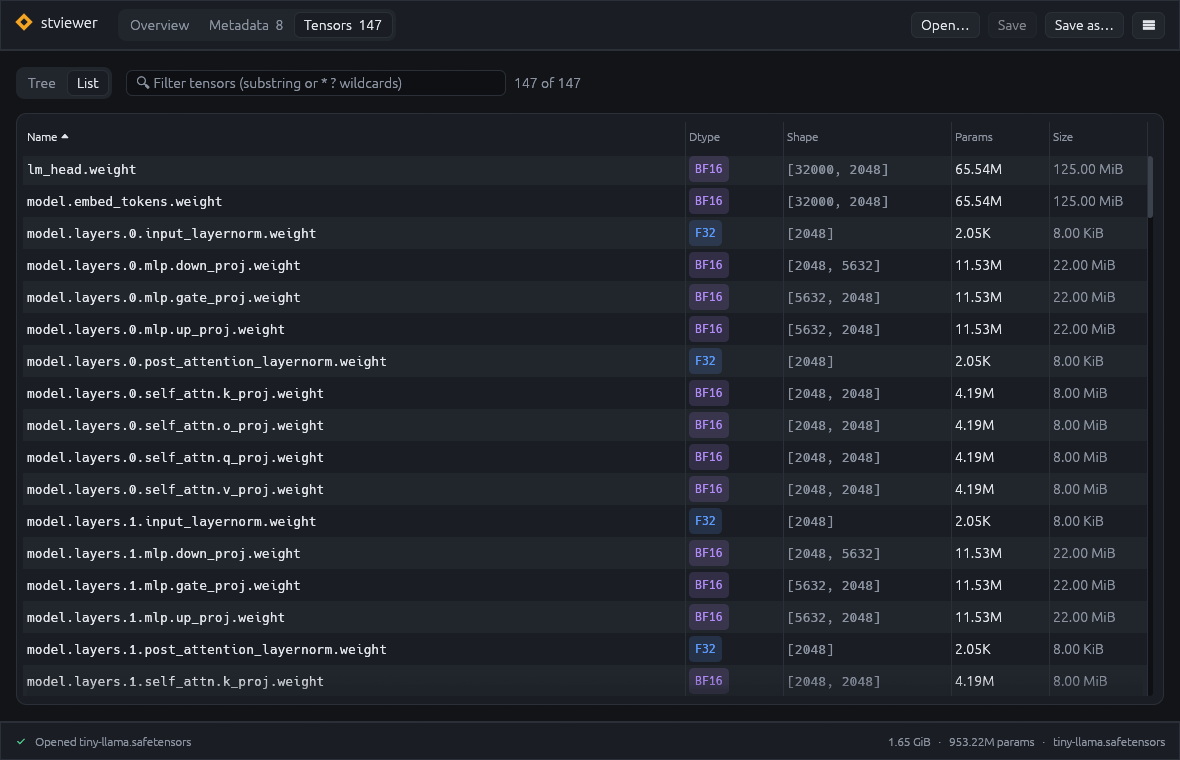 stviewer Overview Metadata 8 Tensors 147 Open... Save Save as...
Tree List Filter tensors (substring or * ? wildcards) 147 of 147
Name Dtype Shape Params Size
lm_head.weight BF16 [32000, 2048] 65.54M 125.00 MiB
model.embed_tokens.weight BF16 [32000, 2048] 65.54M 125.00 MiB
model.layers.0.input_layernorm.weight F32 [2048] 2.05K 8.00 KiB
model.layers.0.mlp.down_proj.weight BF16 [2048, 5632] 11.53M 22.00 MiB
model.layers.0.mlp.gate_proj.weight BF16 [5632, 2048] 11.53M 22.00 MiB
model.layers.0.mlp.up_proj.weight BF16 [5632, 2048] 11.53M 22.00 MiB
model.layers.0.post_attention_layernorm.weight F32 [2048] 2.05K 8.00 KiB
model.layers.0.self_attn.k_proj.weight BF16 [2048, 2048] 4.19M 8.00 MiB
model.layers.0.self_attn.o_proj.weight BF16 [2048, 2048] 4.19M 8.00 MiB
model.layers.0.self_attn.q_proj.weight BF16 [2048, 2048] 4.19M 8.00 MiB
model.layers.0.self_attn.v_proj.weight BF16 [2048, 2048] 4.19M 8.00 MiB
model.layers.1.input_layernorm.weight F32 [2048] 2.05K 8.00 KiB
model.layers.1.mlp.down_proj.weight BF16 [2048, 5632] 11.53M 22.00 MiB
model.layers.1.mlp.gate_proj.weight BF16 [5632, 2048] 11.53M 22.00 MiB
model.layers.1.mlp.up_proj.weight BF16 [5632, 2048] 11.53M 22.00 MiB
model.layers.1.post_attention_layernorm.weight F32 [2048] 2.05K 8.00 KiB
model.layers.1.self_attn.k_proj.weight BF16 [2048, 2048] 4.19M 8.00 MiB
Opened tiny-llama.safetensors 1.65 GiB · 953.22M params · tiny-llama.safetensors